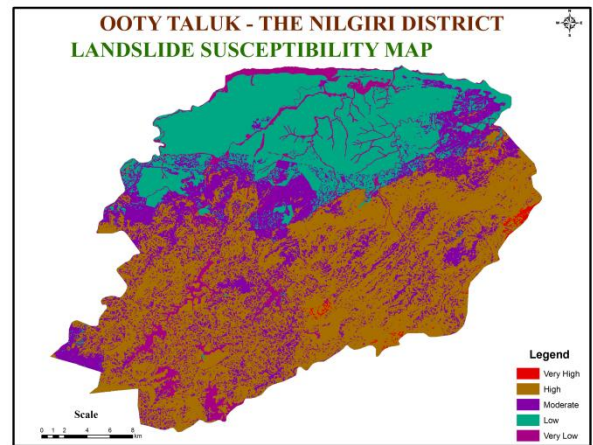 OOTY TALUK - THE NILGIRI DISTRICT
LANDSLIDE SUSCEPTIBILITY MAP
Legend
Very High
High
Moderate
Low
Very Low
Scale
0 1 2 4 6 8
km